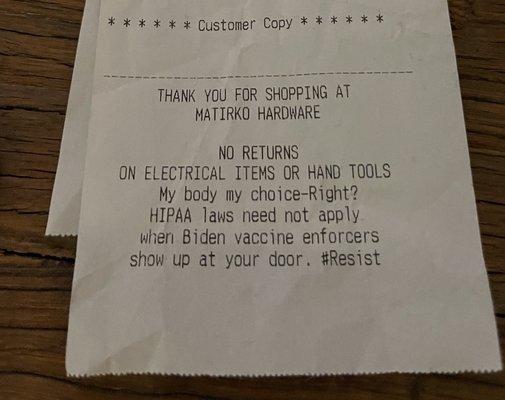 * * * * * * Customer Copy * * * * * *
THANK YOU FOR SHOPPING AT
MATIRKO HARDWARE
NO RETURNS
ON ELECTRICAL ITEMS OR HAND TOOLS
My body my choice-Right?
HIPAA laws need not apply
when Biden vaccine enforcers
show up at your door. #Resist